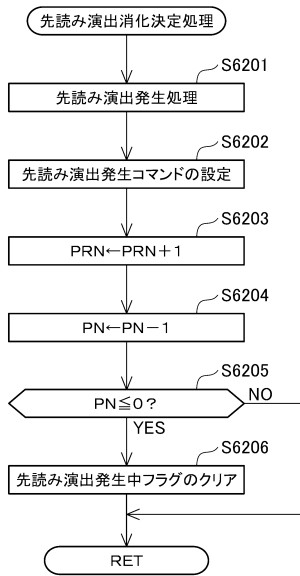 先読み演出消化決定処理
S6201
先読み演出発生処理
S6202
先読み演出発生コマンドの設定
S6203
PRN←PRN+1
S6204
PN←PN−1
S6205
PN≦0?
NO
YES
S6206
先読み演出発生中フラグのクリア
RET